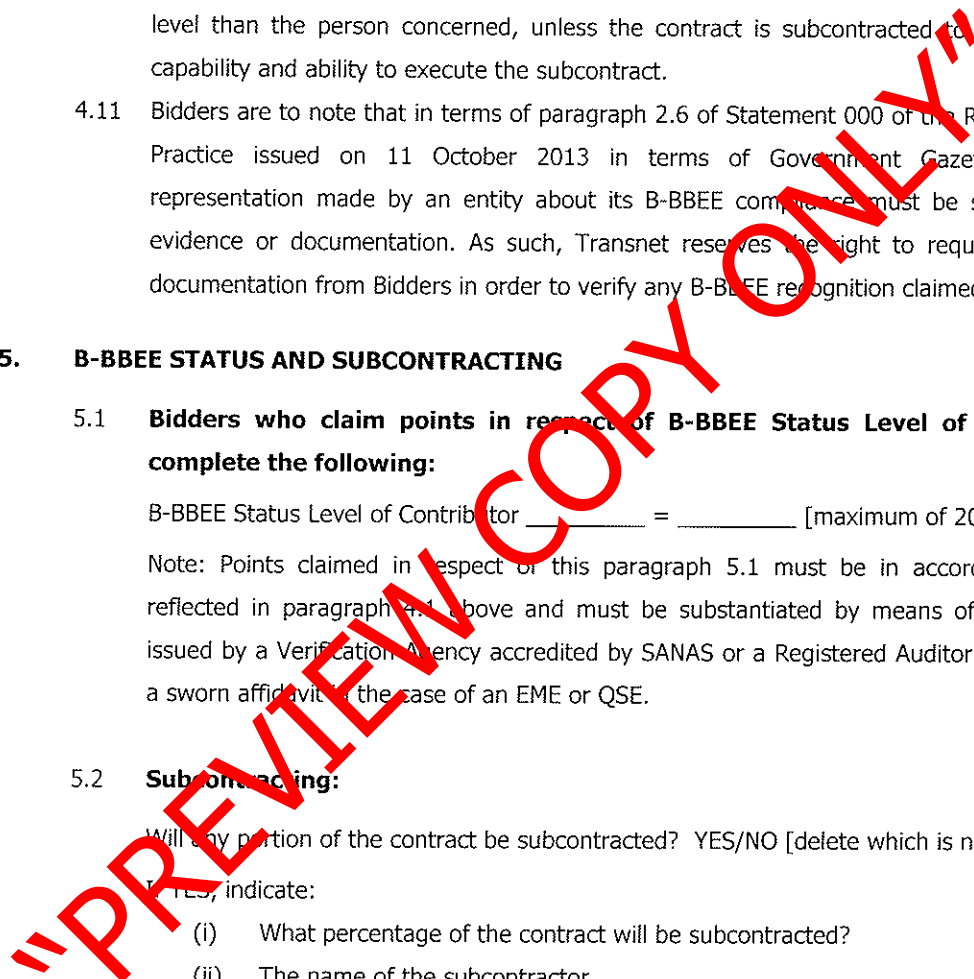 level than the person concerned, unless the contract is subcontracted to
capability and ability to execute the subcontract.
4.11 Bidders are to note that in terms of paragraph 2.6 of Statement 000 of the R
Practice issued on 11 October 2013 in terms of Government Gaze
representation made by an entity about its B-BBEE compliance must be s
evidence or documentation. As such, Transnet reserves the right to requ
documentation from Bidders in order to verify any B-BBEE recognition claimed
5. B-BBEE STATUS AND SUBCONTRACTING
5.1 Bidders who claim points in respect of B-BBEE Status Level of
complete the following:
B-BBEE Status Level of Contributor _________ = _________ [maximum of 20
Note: Points claimed in respect of this paragraph 5.1 must be in accord
reflected in paragraph 4.1 above and must be substantiated by means of
issued by a Verification Agency accredited by SANAS or a Registered Auditor
a sworn affidavit in the case of an EME or QSE.
5.2 Subcontracting:
Will any portion of the contract be subcontracted? YES/NO [delete which is n
If YES, indicate:
(i) What percentage of the contract will be subcontracted?
(ii) The name of the subcontractor
"PREVIEW COPY ONLY"